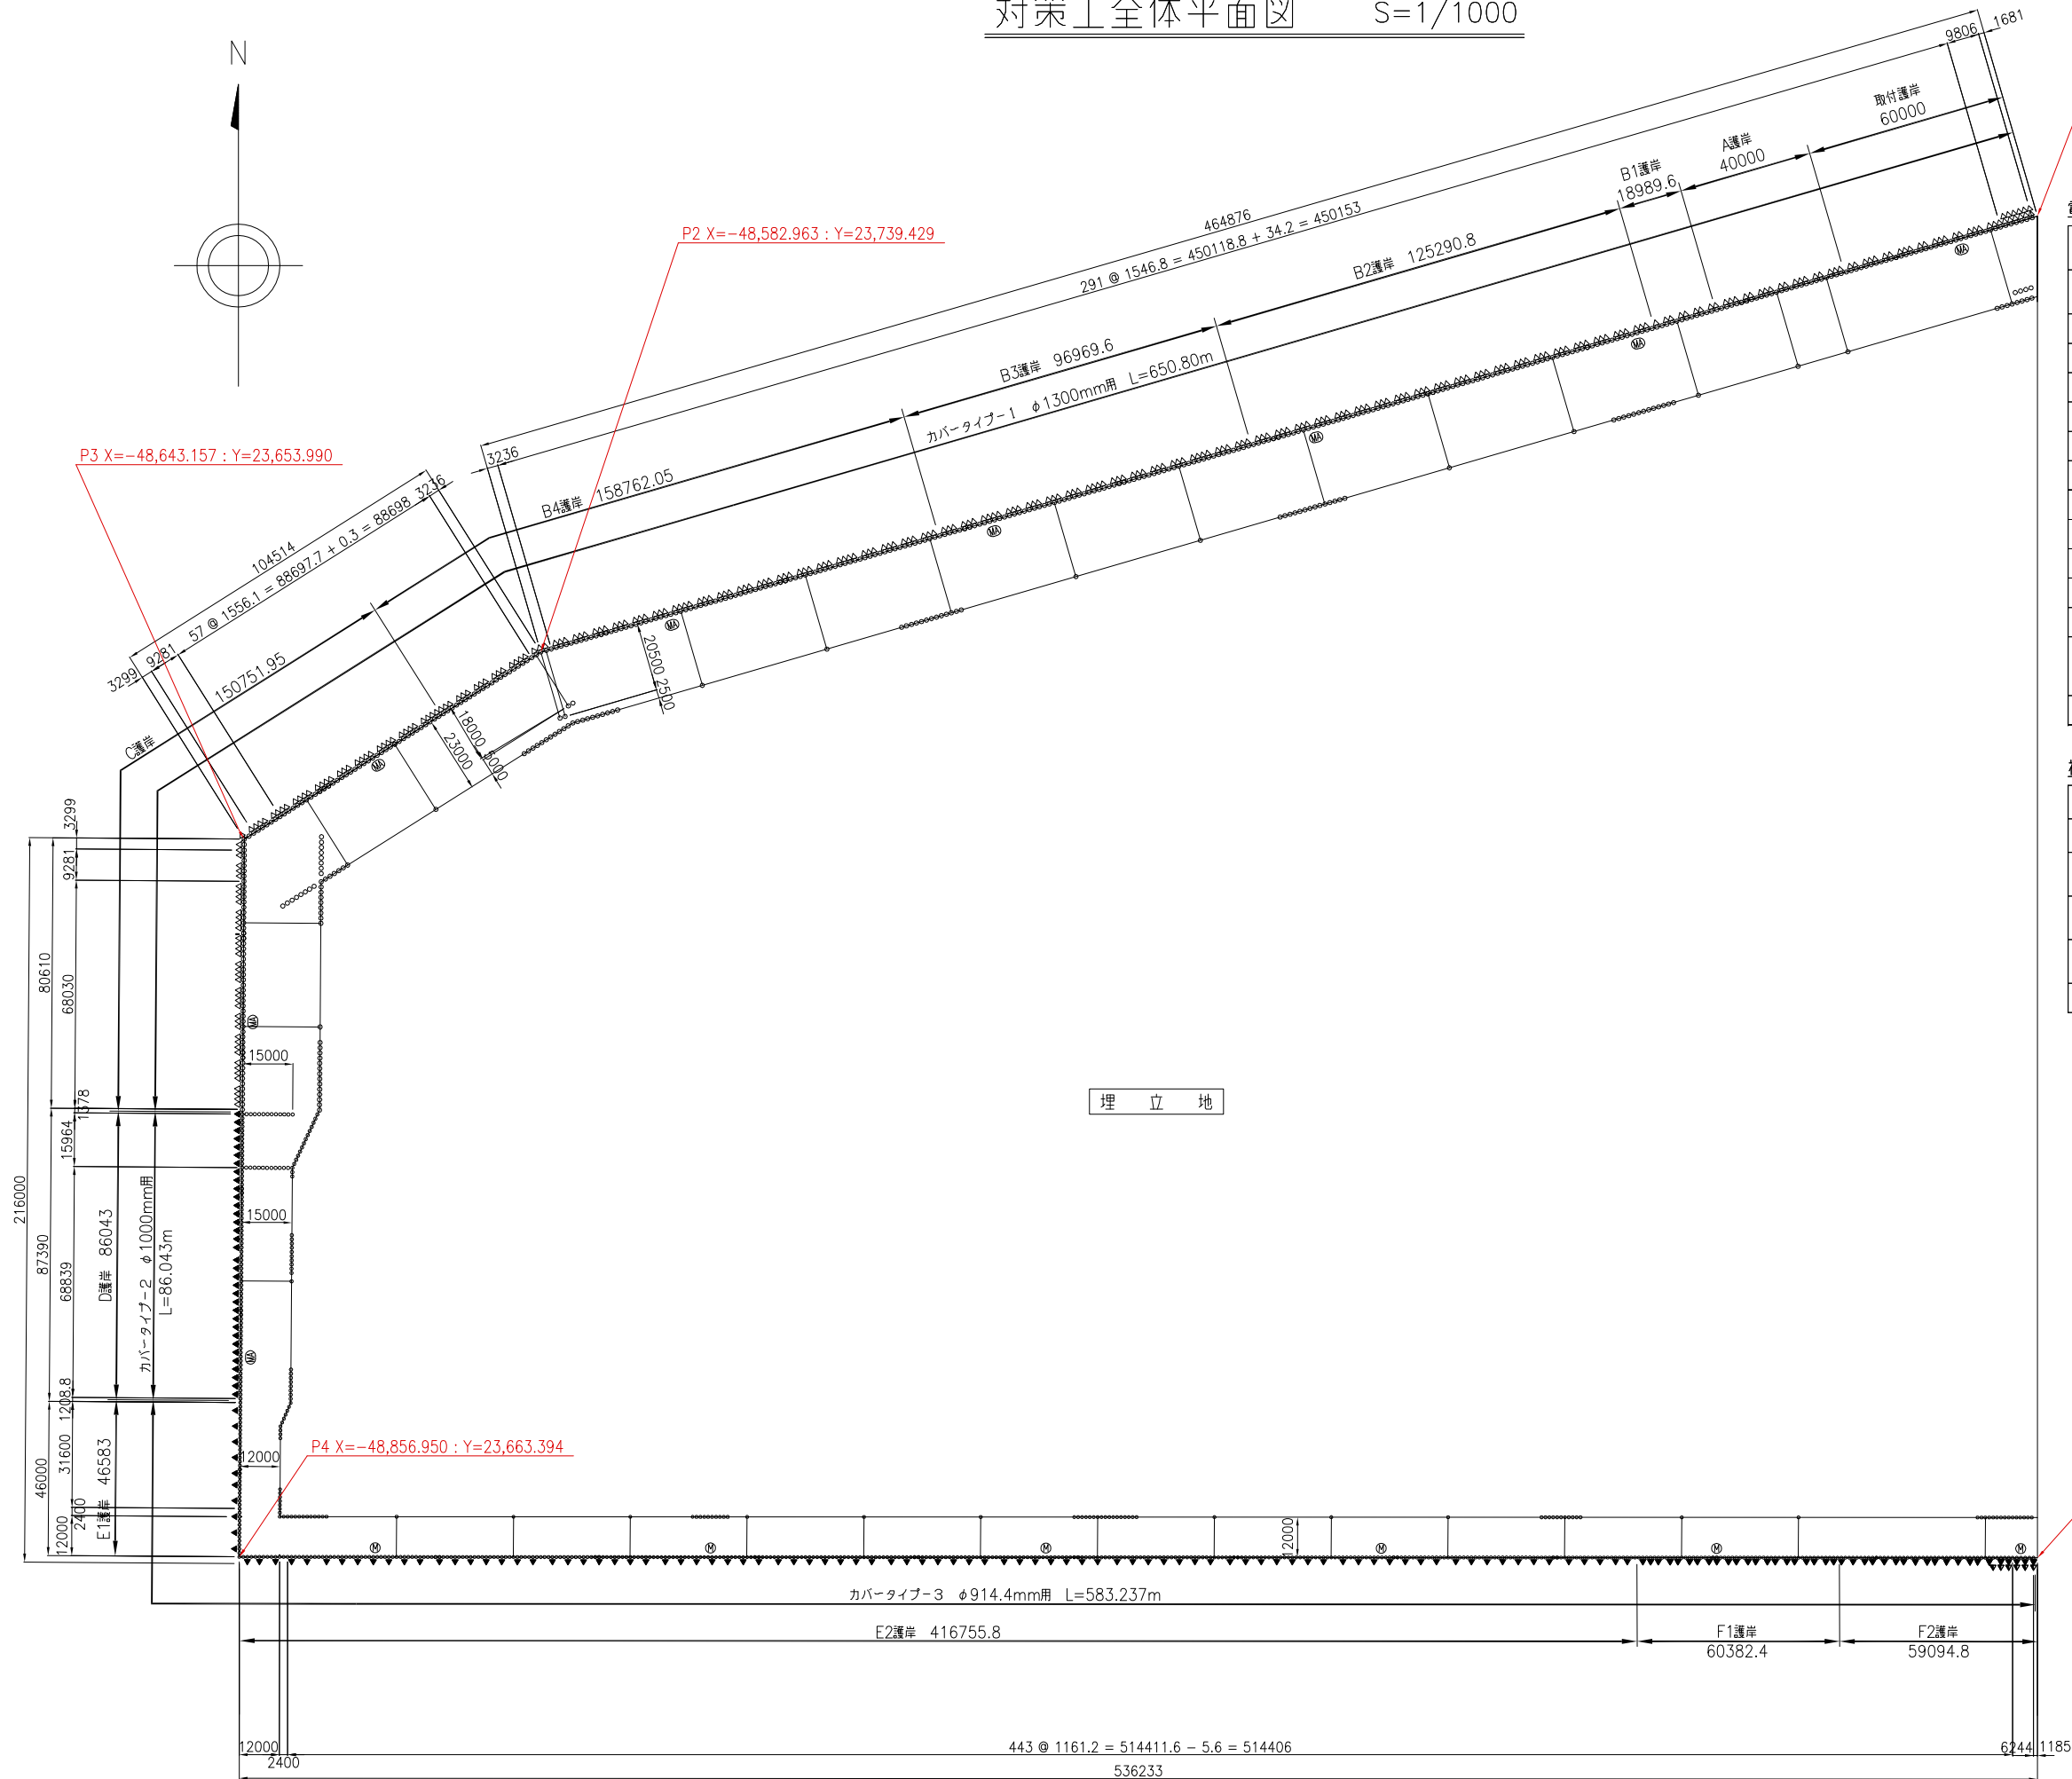 対策工全体平面図 S=1/1000
N
9806
1681
取付護岸
60000
A護岸
40000
B1護岸
18989.6
464876
291 @ 1546.8 = 450118.8 + 34.2 = 450153
B2護岸 125290.8
P2 X=-48,582.963 : Y=23,739.429
B3護岸 96969.6
カバータイプ-1 φ1300mm用 L=650.80m
3236
B4護岸 158762.05
P3 X=-48,643.157 : Y=23,653.990
104514
57 @ 1556.1 = 88697.7 + 0.3 = 88698
3236
3299
9281
150751.95
C護岸
MA
MA
MA
MA
MA
MA
MA
20500
2500
18000
5000
23000
3299
9281
80610
68030
MA
15000
1378
埋 立 地
15964
216000
87390
68839
D護岸 86043
カバータイプ-2 φ1000mm用
L=86.043m
15000
MA
1208.8
46000
31600
E1護岸 46583
2400
12000
12000
P4 X=-48,856.950 : Y=23,663.394
M
M
M
M
M
M
12000
カバータイプ-3 φ914.4mm用 L=583.237m
E2護岸 416755.8
F1護岸
60382.4
F2護岸
59094.8
12000
2400
443 @ 1161.2 = 514411.6 - 5.6 = 514406
6244
1185
536233